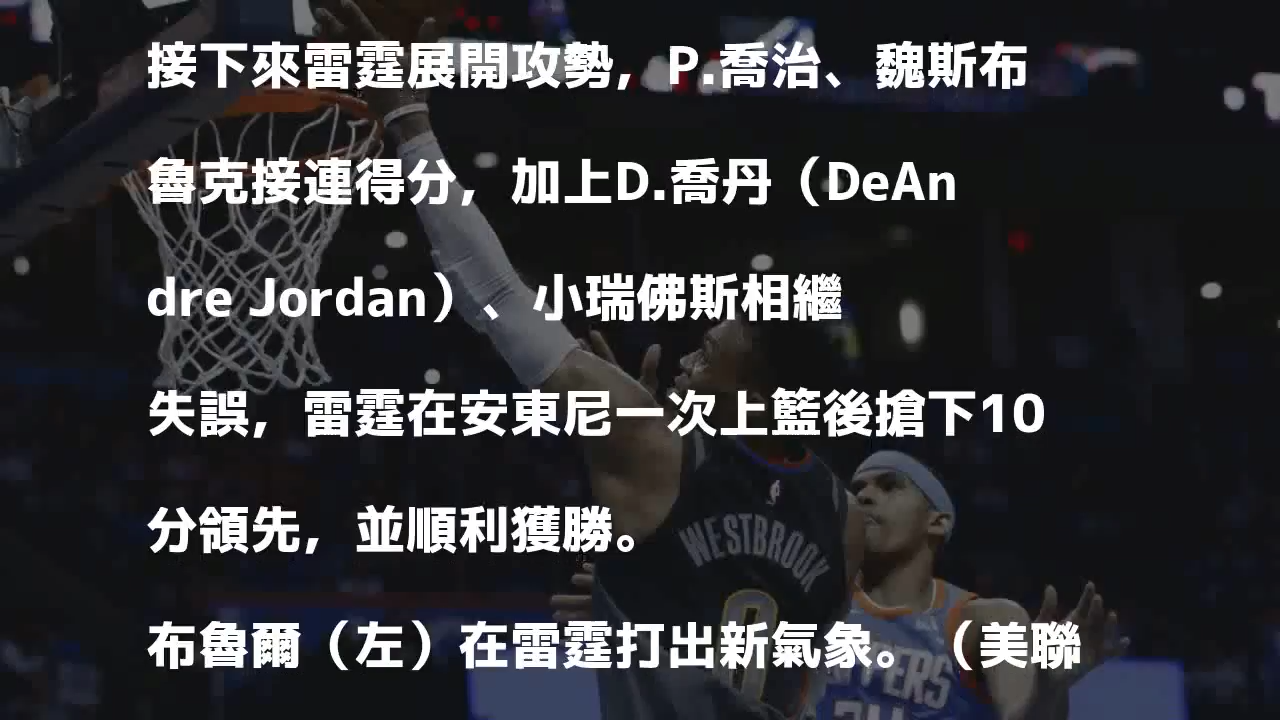 接下來雷霆展開攻勢，P.喬治、魏斯布
魯克接連得分，加上D.喬丹（DeAn
dre Jordan）、小瑞佛斯相繼
失誤，雷霆在安東尼一次上籃後搶下10
分領先，並順利獲勝。
布魯爾（左）在雷霆打出新氣象。（美聯
WESTBROOK
0